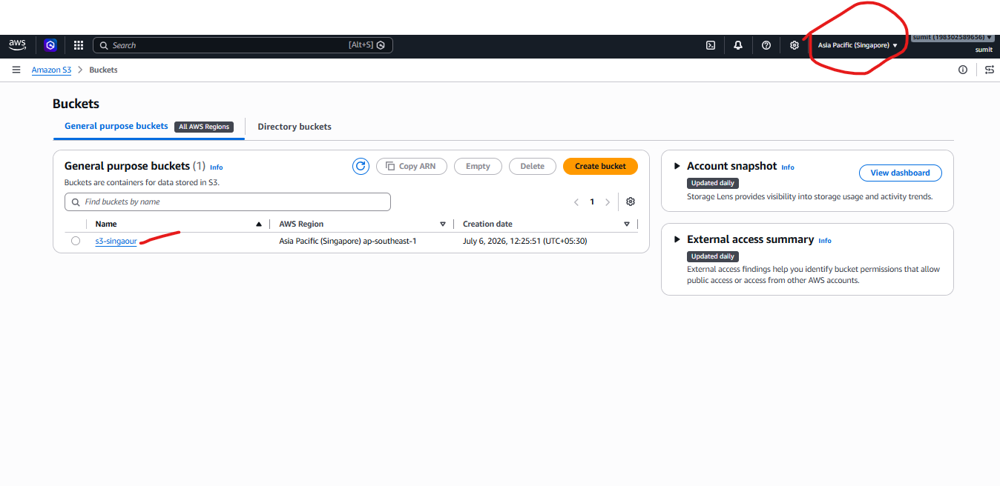 aws Search [Alt+S] Asia Pacific (Singapore) ▼ sumit (198302589656) ▼
sumit
Amazon S3 > Buckets
Buckets
General purpose buckets All AWS Regions Directory buckets
General purpose buckets (1) Info Copy ARN Empty Delete Create bucket
Buckets are containers for data stored in S3.
Find buckets by name 1
Name AWS Region Creation date
s3-singaour Asia Pacific (Singapore) ap-southeast-1 July 6, 2026, 12:25:51 (UTC+05:30)
Account snapshot Info View dashboard
Updated daily
Storage Lens provides visibility into storage usage and activity trends.
External access summary Info
Updated daily
External access findings help you identify bucket permissions that allow
public access or access from other AWS accounts.